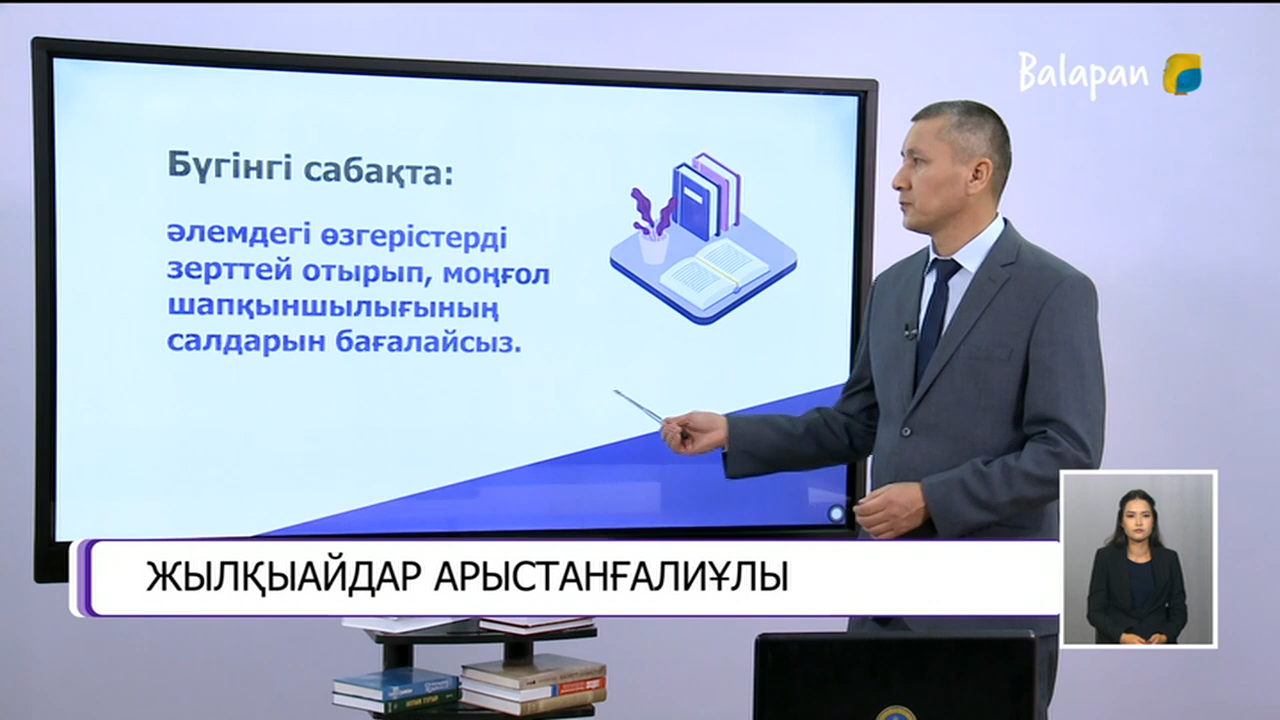 Balapan
Бүгінгі сабақта:
әлемдегі өзгерістерді
зерттей отырып, моңғол
шапқыншылығының
салдарын бағалайсыз.
ЖЫЛҚЫАЙДАР АРЫСТАНҒАЛИҰЛЫ